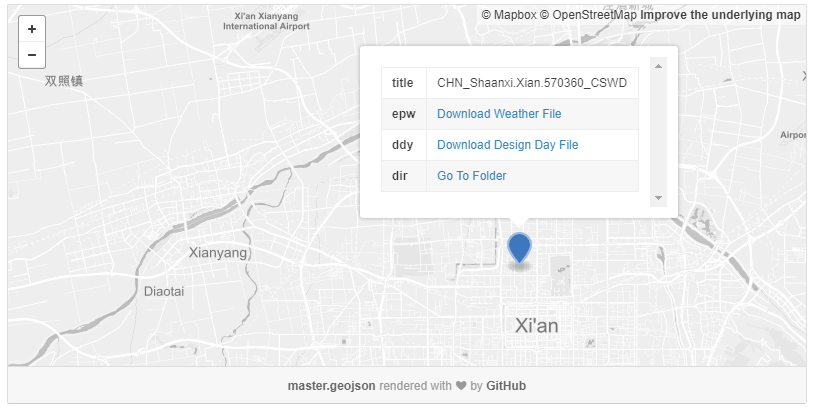 © Mapbox © OpenStreetMap Improve the underlying map
Xi'an Xianyang
International Airport
+
−
双照镇
title CHN_Shaanxi.Xian.570360_CSWD
epw Download Weather File
ddy Download Design Day File
dir Go To Folder
Airpor
Xianyang
Diaotai
Xi'an
master.geojson rendered with ❤ by GitHub